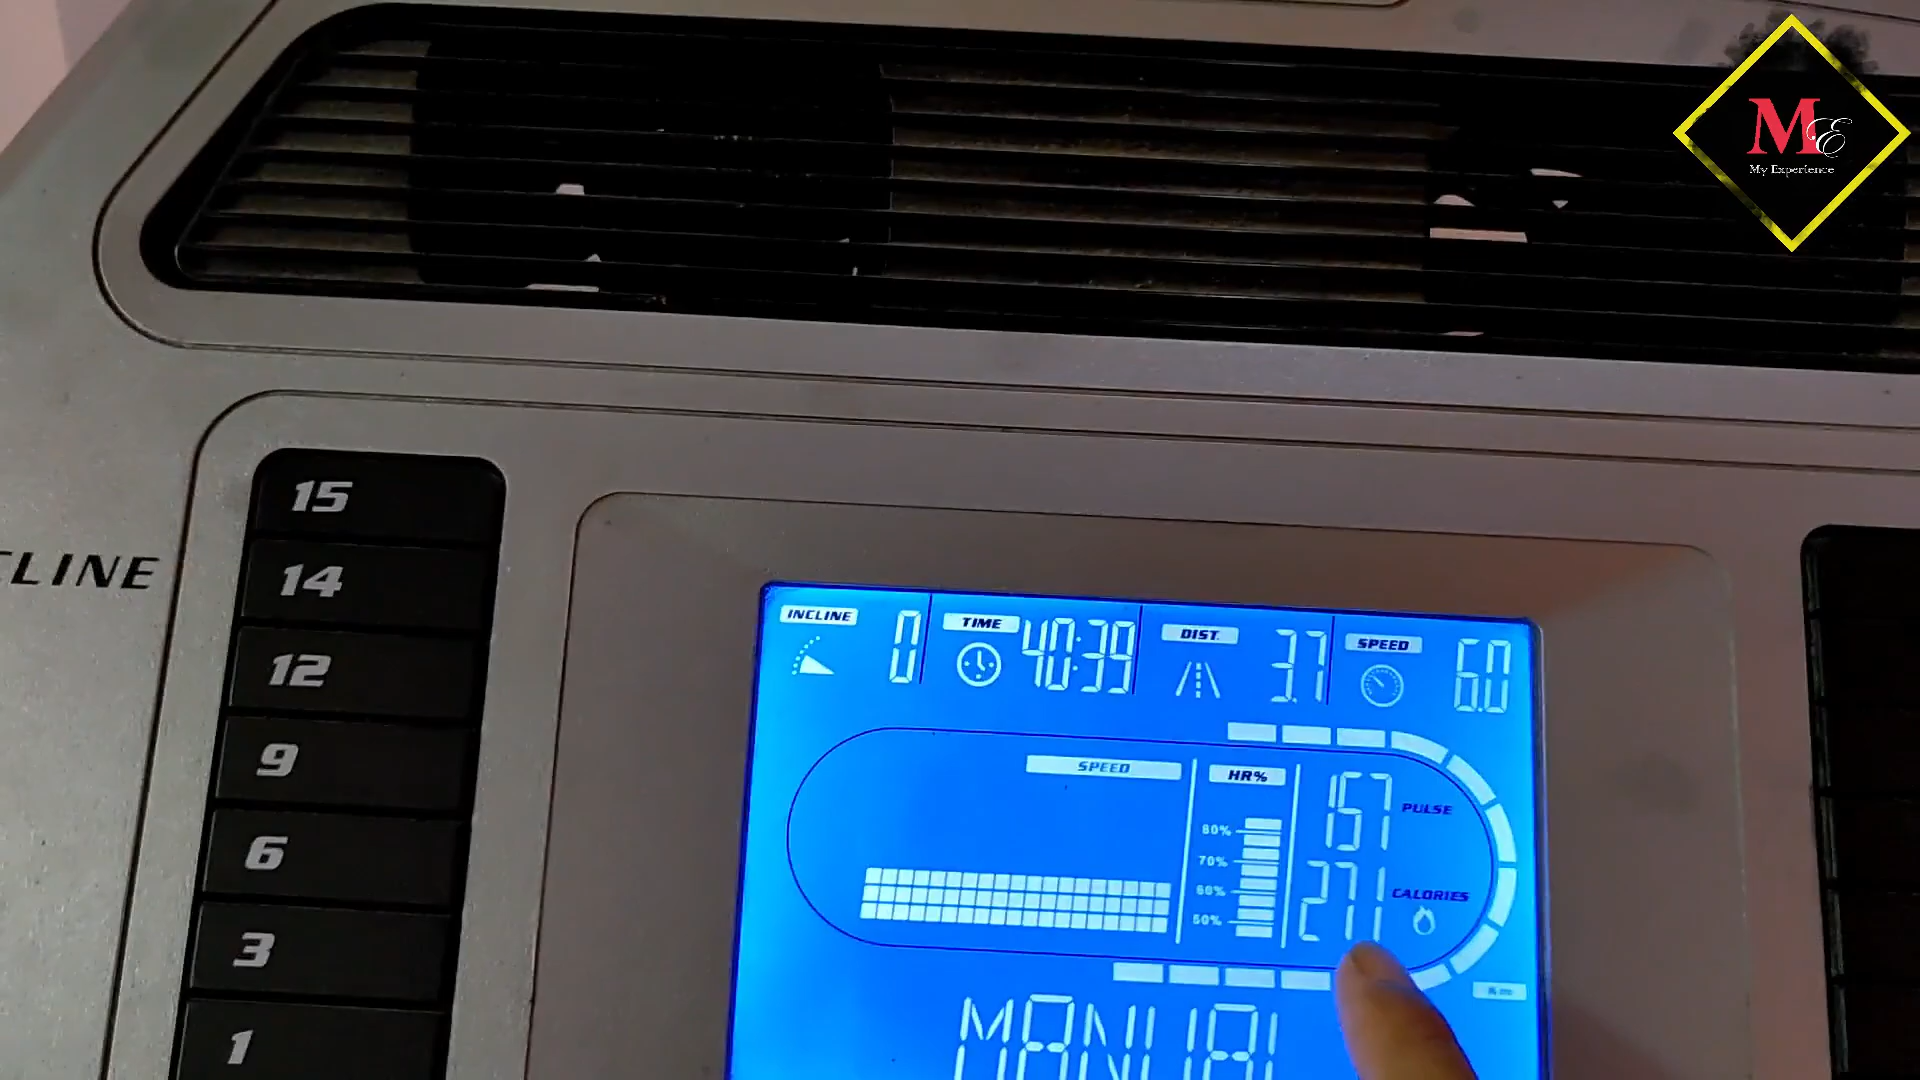 ME
My Experience
15
14
CLINE
12
9
6
3
1
INCLINE 0
TIME 40:39
DIST. 3.7
SPEED 6.0
SPEED
HR%
80%
70%
60%
50%
157 PULSE
271 CALORIES
MANUAL